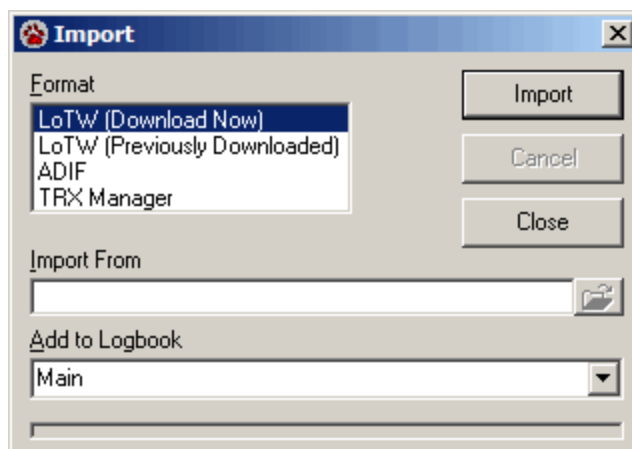 Import
Format
LoTW (Download Now)
LoTW (Previously Downloaded)
ADIF
TRX Manager
Import
Cancel
Close
Import From
Add to Logbook
Main